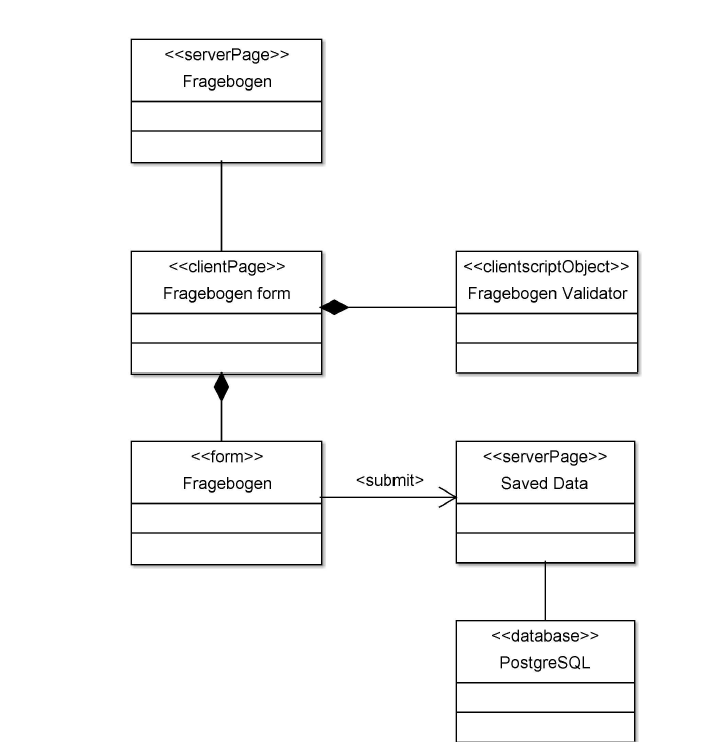 <<serverPage>>
Fragebogen
<<clientPage>>
Fragebogen form
<<clientscriptObject>>
Fragebogen Validator
<<form>>
Fragebogen
<submit>
<<serverPage>>
Saved Data
<<database>>
PostgreSQL